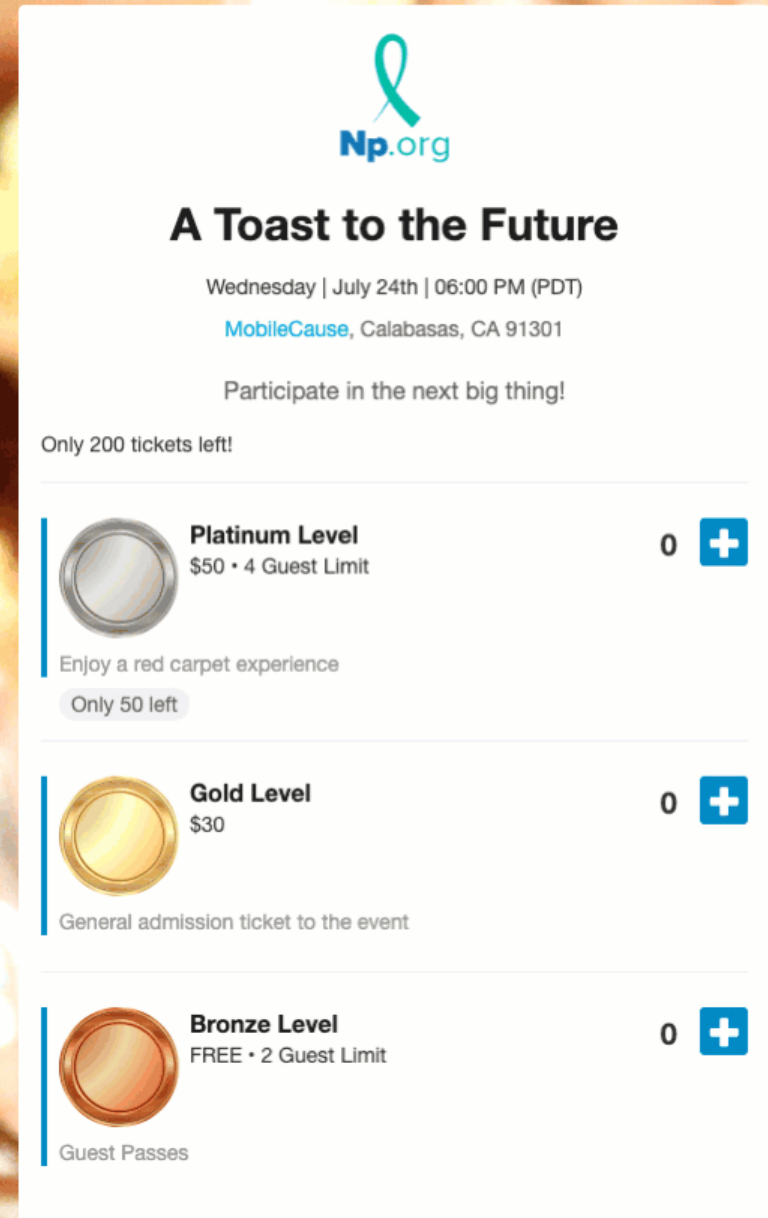 Np.org
A Toast to the Future
Wednesday | July 24th | 06:00 PM (PDT)
MobileCause, Calabasas, CA 91301
Participate in the next big thing!
Only 200 tickets left!
Platinum Level
0
$50 • 4 Guest Limit
Enjoy a red carpet experience
Only 50 left
Gold Level
0
$30
General admission ticket to the event
Bronze Level
0
FREE • 2 Guest Limit
Guest Passes